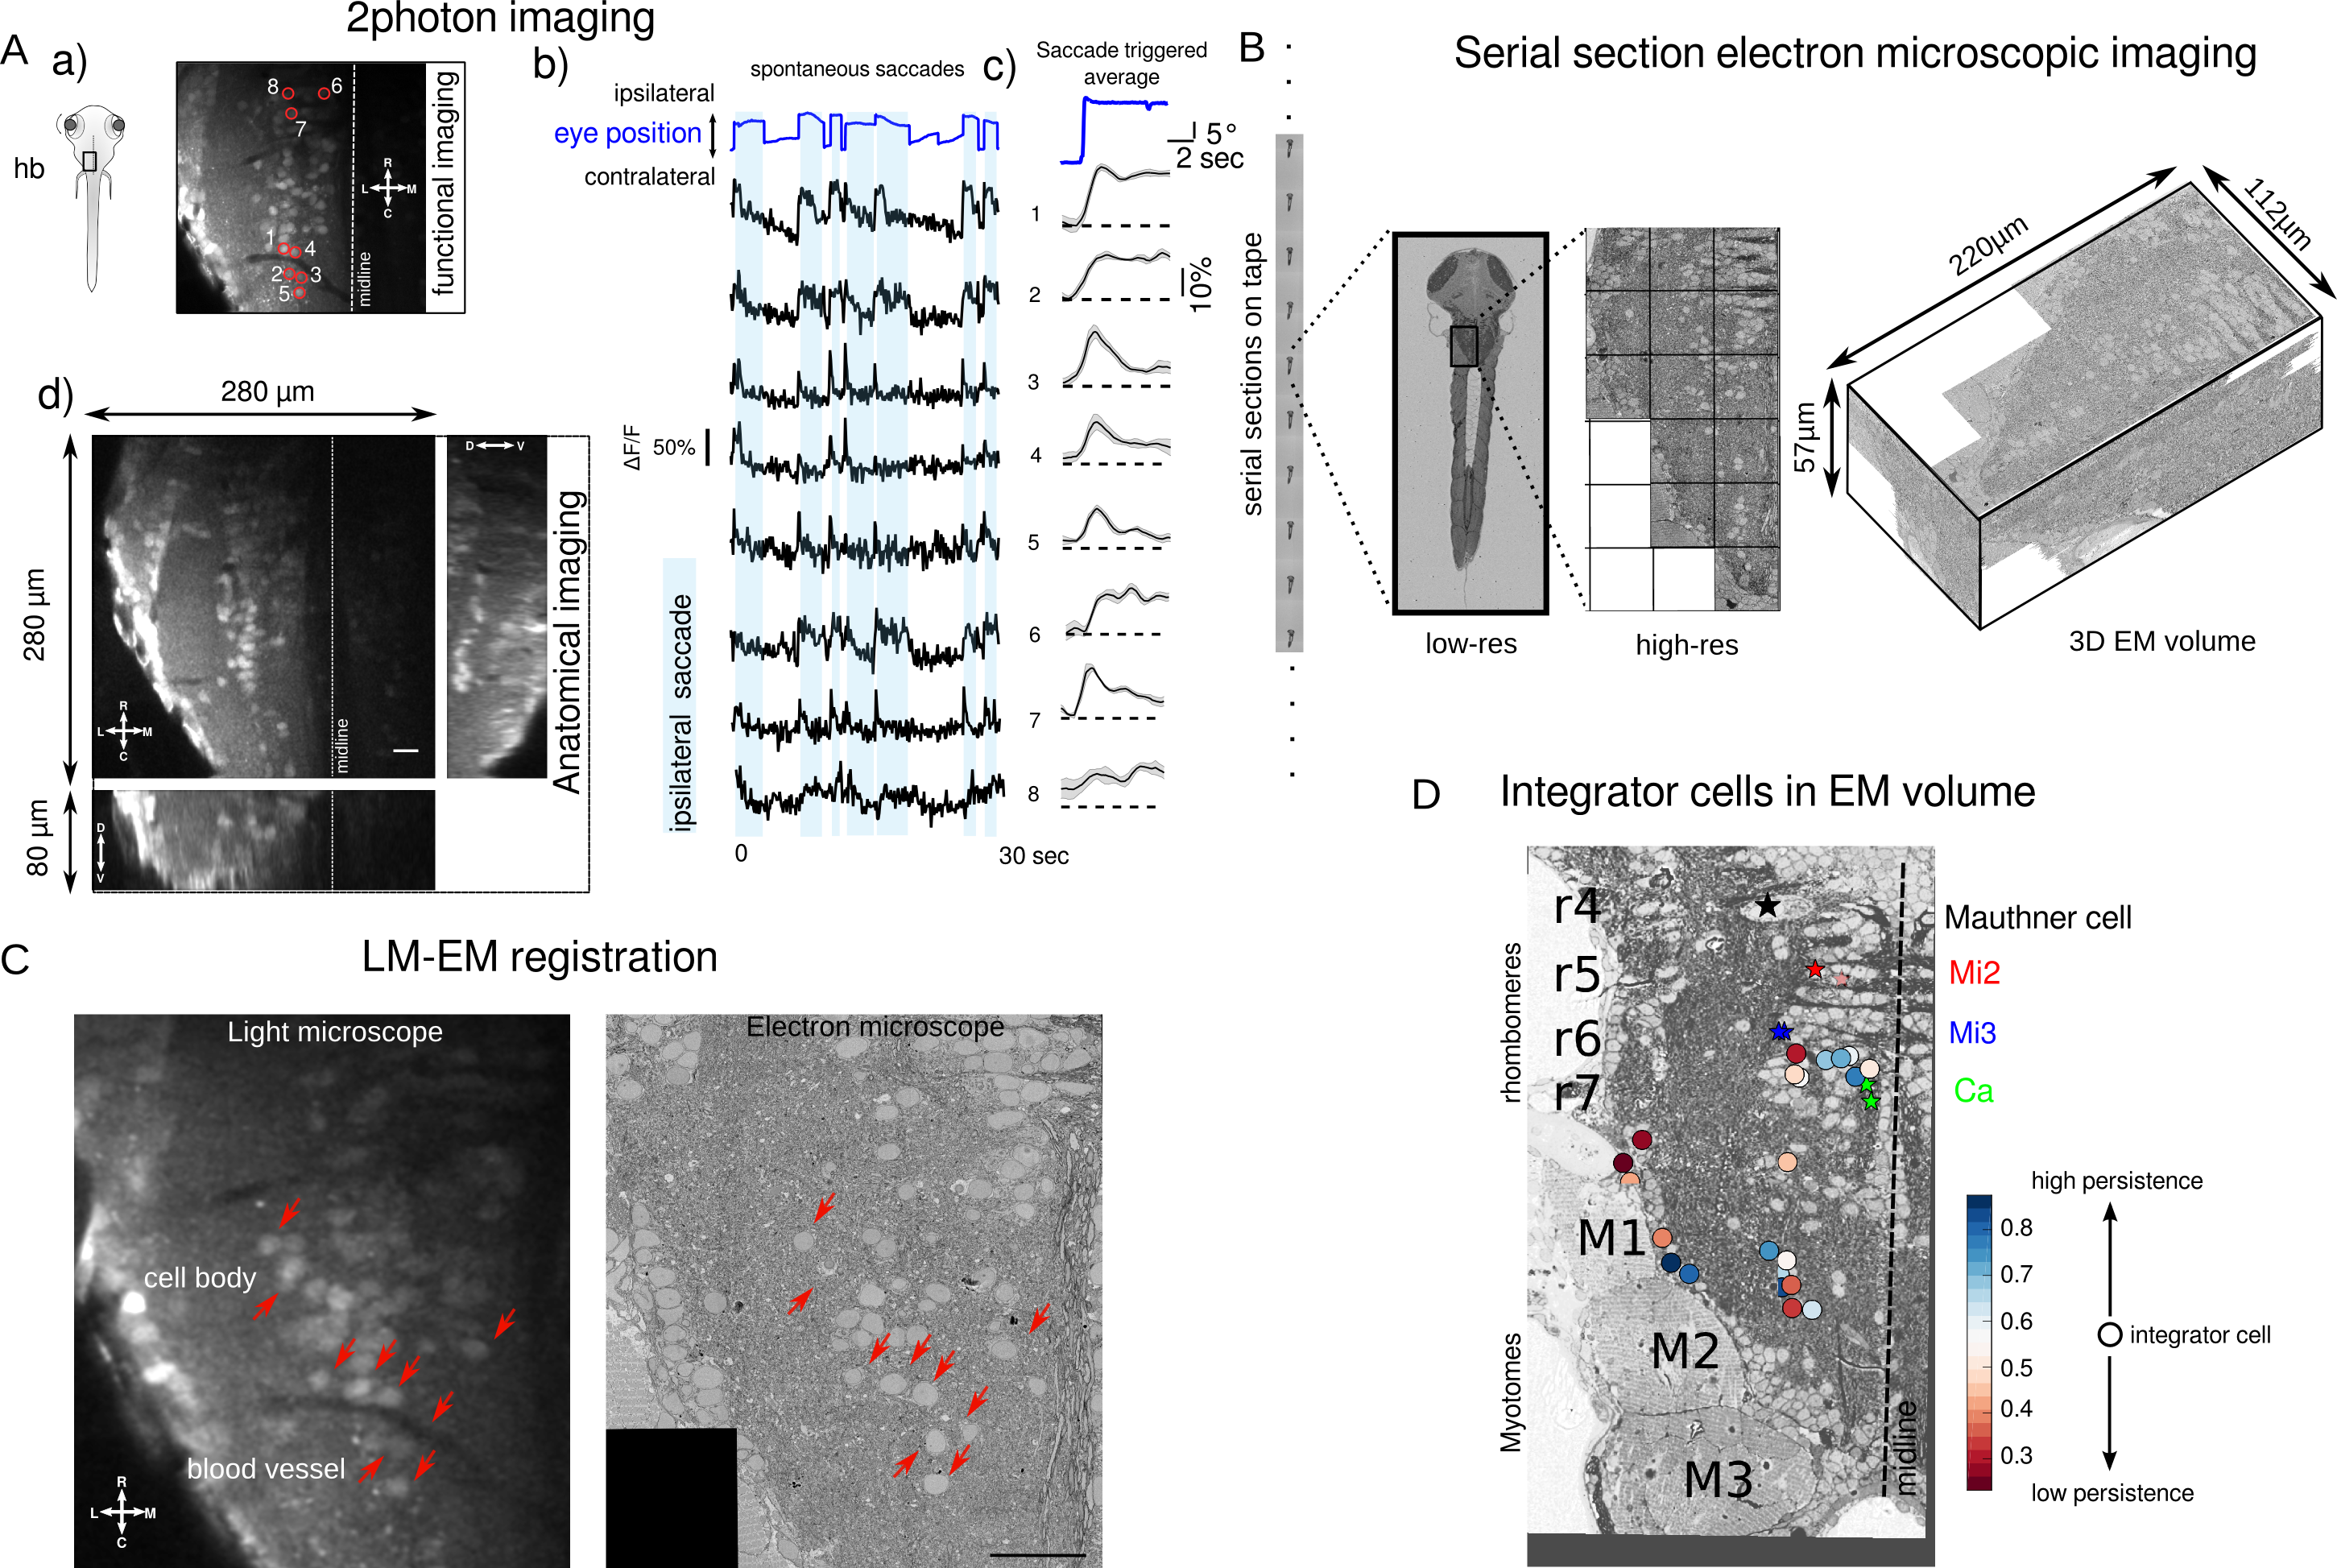 2photon imaging
A
a)
hb
8
6
7
1
4
2
3
5
R
L
M
C
midline
functional imaging
b)
spontaneous saccades
ipsilateral
eye position
contralateral
ΔF/F
50%
ipsilateral saccade
0
30 sec
c)
Saccade triggered
average
5°
2 sec
10%
1
2
3
4
5
6
7
8
d)
280 µm
280 µm
80 µm
R
L
M
C
midline
D
V
D
V
Anatomical imaging
B
Serial section electron microscopic imaging
serial sections on tape
low-res
high-res
220µm
112µm
57µm
3D EM volume
C
LM-EM registration
Light microscope
cell body
blood vessel
R
L
M
C
Electron microscope
D
Integrator cells in EM volume
rhombomeres
r4
r5
r6
r7
Myotomes
M1
M2
M3
midline
Mauthner cell
Mi2
Mi3
Ca
high persistence
0.8
0.7
0.6
0.5
0.4
0.3
integrator cell
low persistence